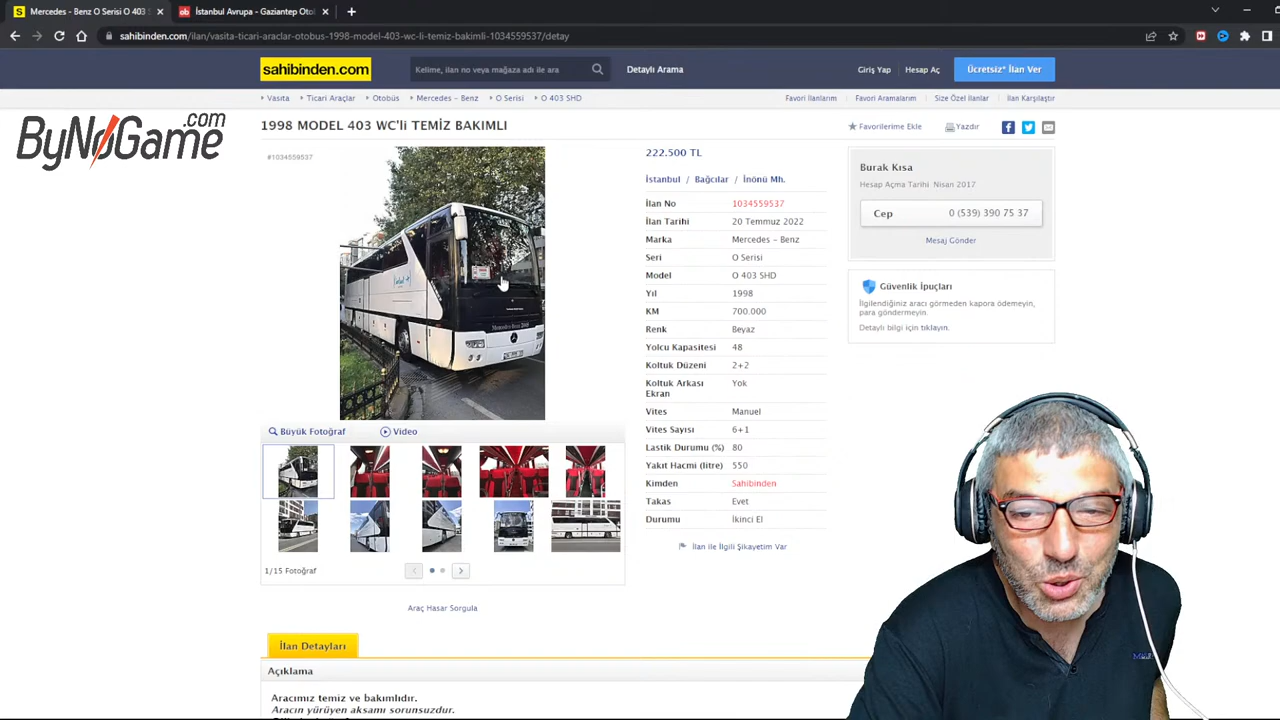 Mercedes - Benz O Serisi O 403 S
İstanbul Avrupa - Gaziantep Otob
sahibinden.com/ilan/vasita-ticari-araclar-otobus-1998-model-403-wc-li-temiz-bakimli-1034559537/detay
sahibinden.com
Kelime, ilan no veya mağaza adı ile ara
Detaylı Arama
Giriş Yap
Hesap Aç
Ücretsiz* İlan Ver
Vasıta
Ticari Araçlar
Otobüs
Mercedes - Benz
O Serisi
O 403 SHD
Favori İlanlarım
Favori Aramalarım
Size Özel İlanlar
İlan Karşılaştır
ByNoGame.com
1998 MODEL 403 WC'li TEMİZ BAKIMLI
Favorilerime Ekle
Yazdır
#1034559537
222.500 TL
İstanbul / Bağcılar / İnönü Mh.
İlan No 1034559537
İlan Tarihi 20 Temmuz 2022
Marka Mercedes - Benz
Seri O Serisi
Model O 403 SHD
Yıl 1998
KM 700.000
Renk Beyaz
Yolcu Kapasitesi 48
Koltuk Düzeni 2+2
Koltuk Arkası Yok
Ekran
Vites Manuel
Vites Sayısı 6+1
Lastik Durumu (%) 80
Yakıt Hacmi (litre) 550
Kimden Sahibinden
Takas Evet
Durumu İkinci El
İlan ile İlgili Şikayetim Var
Burak Kısa
Hesap Açma Tarihi Nisan 2017
Cep 0 (539) 390 75 37
Mesaj Gönder
Güvenlik İpuçları
İlgilendiğiniz aracı görmeden kapora ödemeyin,
para göndermeyin.
Detaylı bilgi için tıklayın.
Büyük Fotoğraf
Video
1/15 Fotoğraf
Araç Hasar Sorgula
İlan Detayları
Açıklama
Aracımız temiz ve bakımlıdır.
Aracın yürüyen aksamı sorunsuzdur.